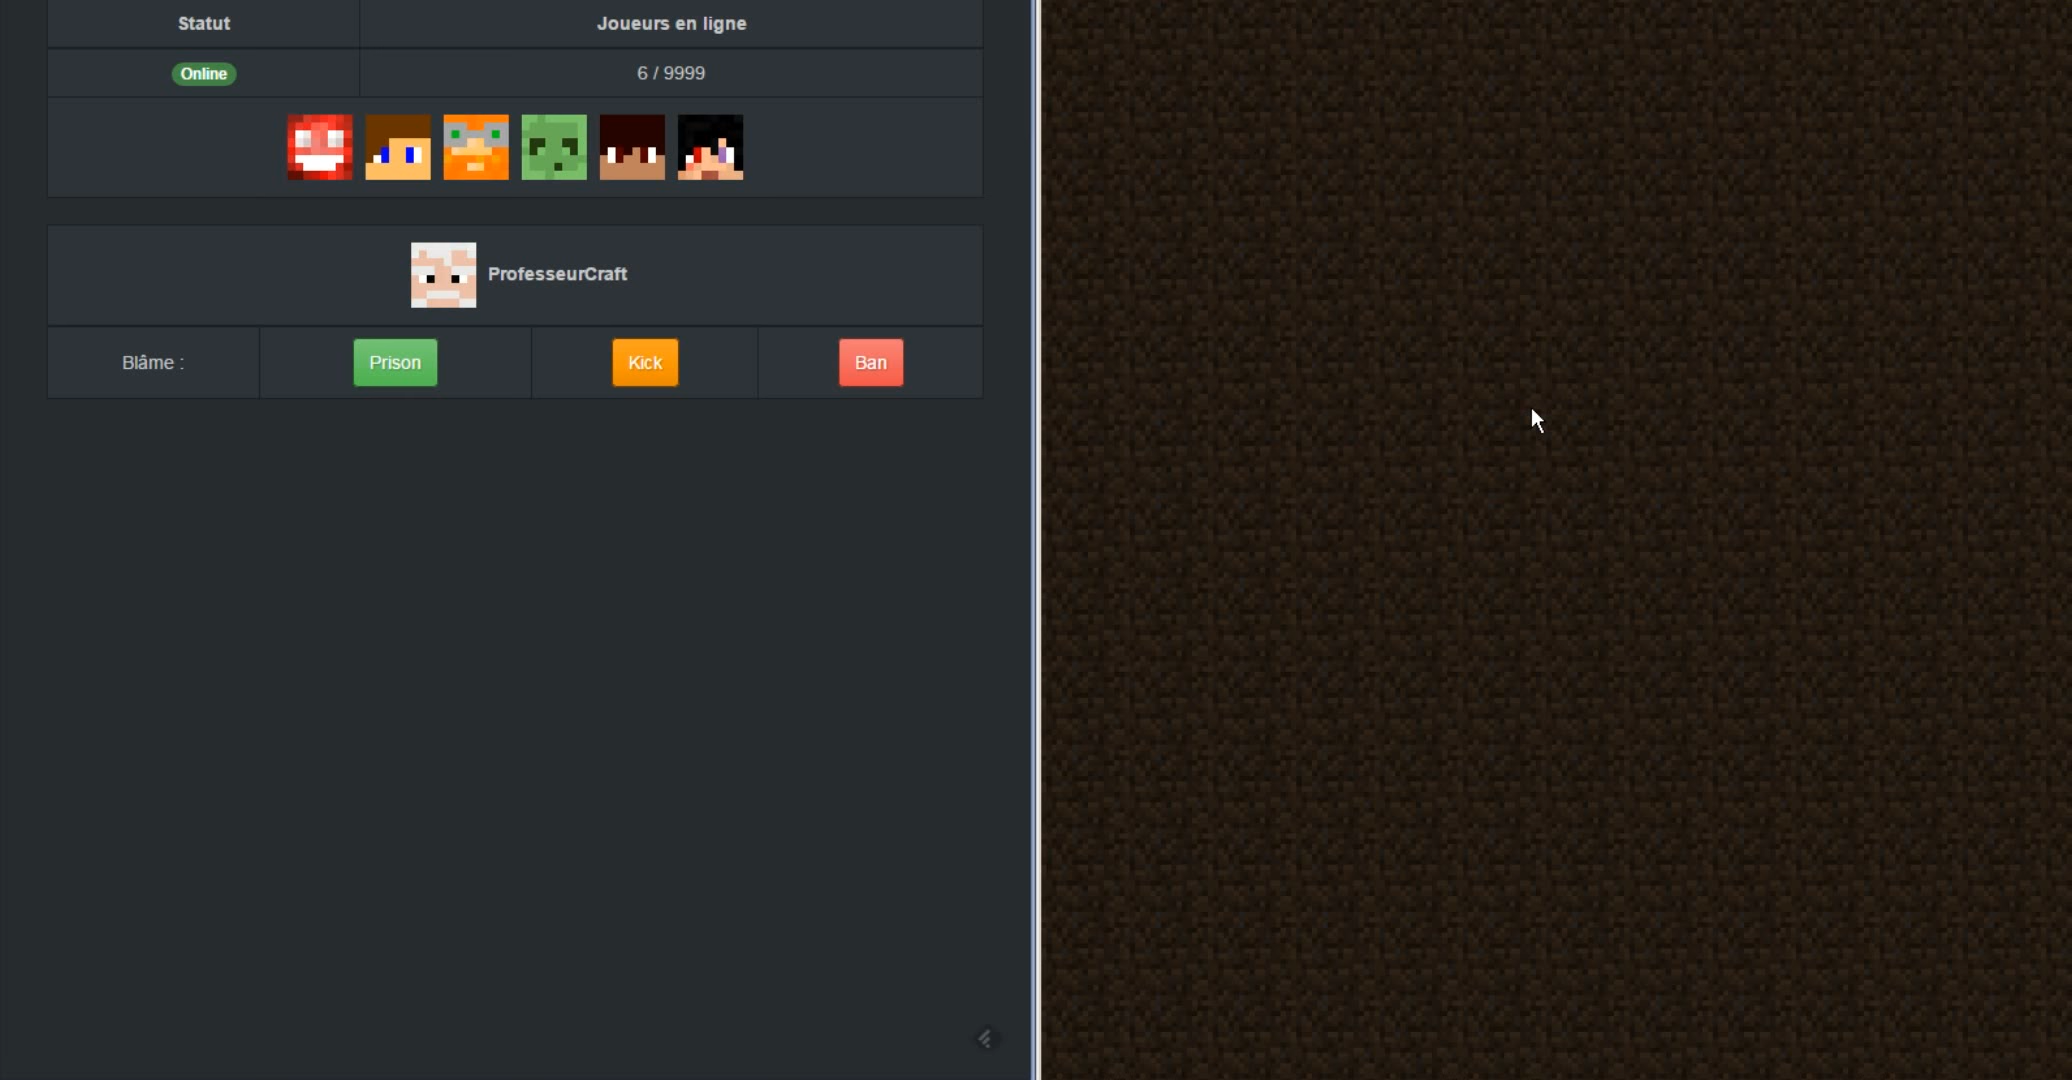 Statut Joueurs en ligne
Online 6 / 9999
ProfesseurCraft
Blâme : Prison Kick Ban